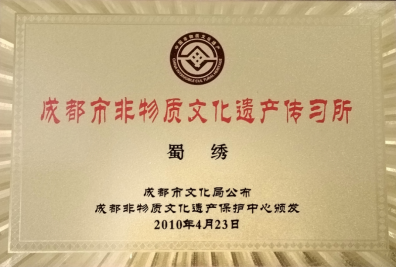 成都市非物质文化遗产传习所
蜀 绣
成都市文化局公布
成都非物质文化遗产保护中心颁发
2010年4月23日